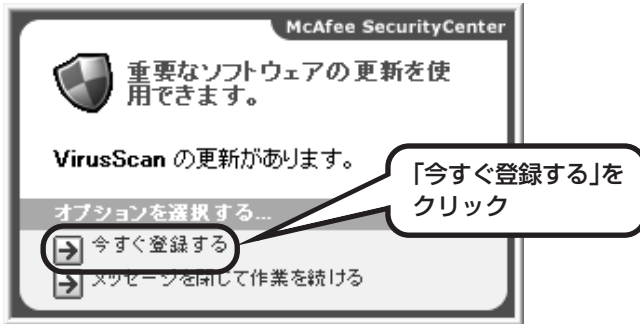 McAfee SecurityCenter
重要なソフトウェアの更新を使
用できます。
VirusScan の更新があります。
オプションを選択する...
今すぐ登録する
メッセージを閉じて作業を続ける
「今すぐ登録する」を
クリック